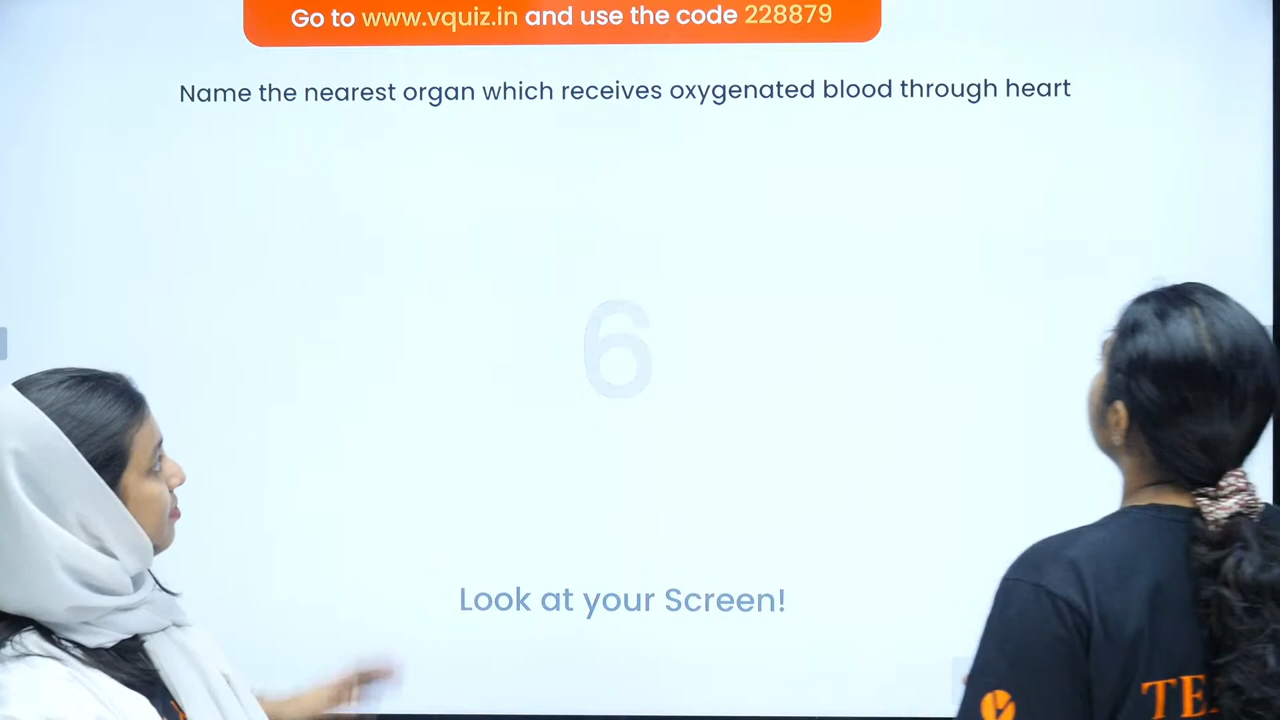 Go to www.vquiz.in and use the code 228879
Name the nearest organ which receives oxygenated blood through heart
6
Look at your Screen!